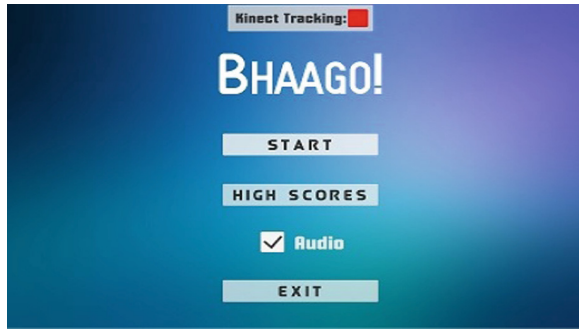 Kinect Tracking:
BHAAGO!
START
HIGH SCORES
Audio
EXIT